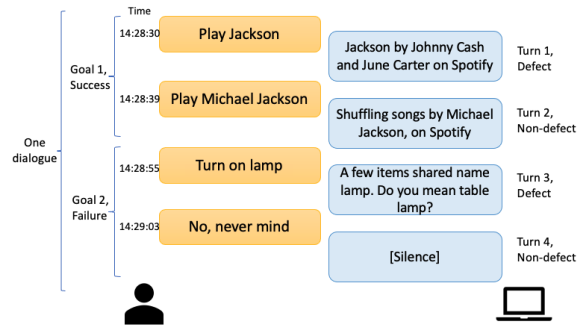 Time
14:28:30
Play Jackson
Jackson by Johnny Cash
and June Carter on Spotify
Turn 1,
Defect
Goal 1,
Success
14:28:39
Play Michael Jackson
Shuffling songs by Michael
Jackson, on Spotify
Turn 2,
Non-defect
One
dialogue
14:28:55
Turn on lamp
A few items shared name
lamp. Do you mean table
lamp?
Turn 3,
Defect
Goal 2,
Failure
14:29:03
No, never mind
[Silence]
Turn 4,
Non-defect